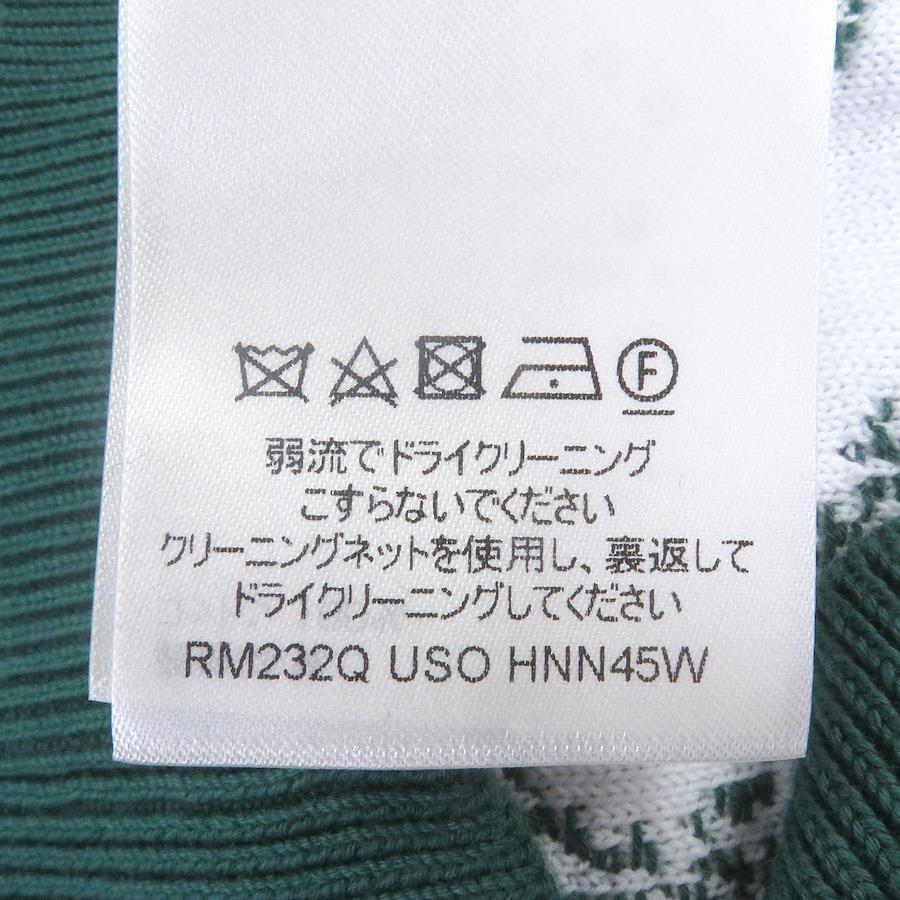 F
弱流でドライクリーニング
こすらないでください
クリーニングネットを使用し、裏返して
ドライクリーニングしてください
RM232Q USO HNN45W